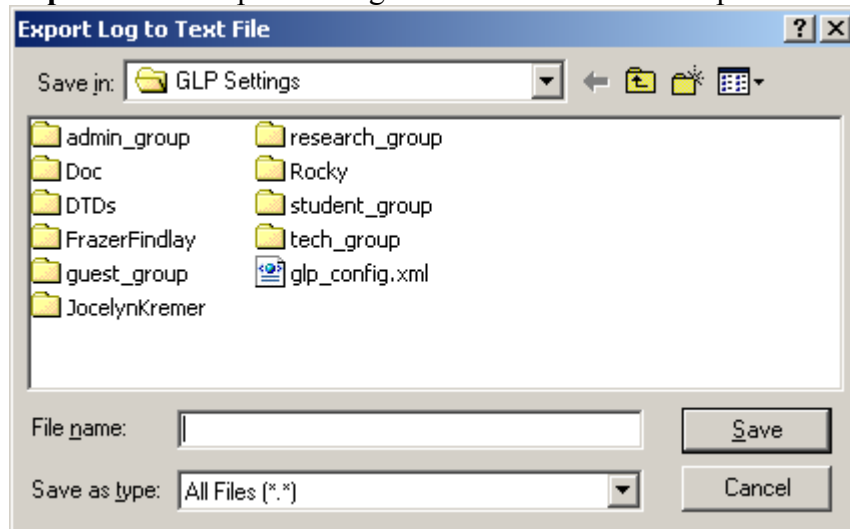 Export Log to Text File
Save in: GLP Settings
admin_group research_group
Doc Rocky
DTDs student_group
FrazerFindlay tech_group
guest_group glp_config.xml
JocelynKremer
File name: Save
Save as type: All Files (*.*) Cancel